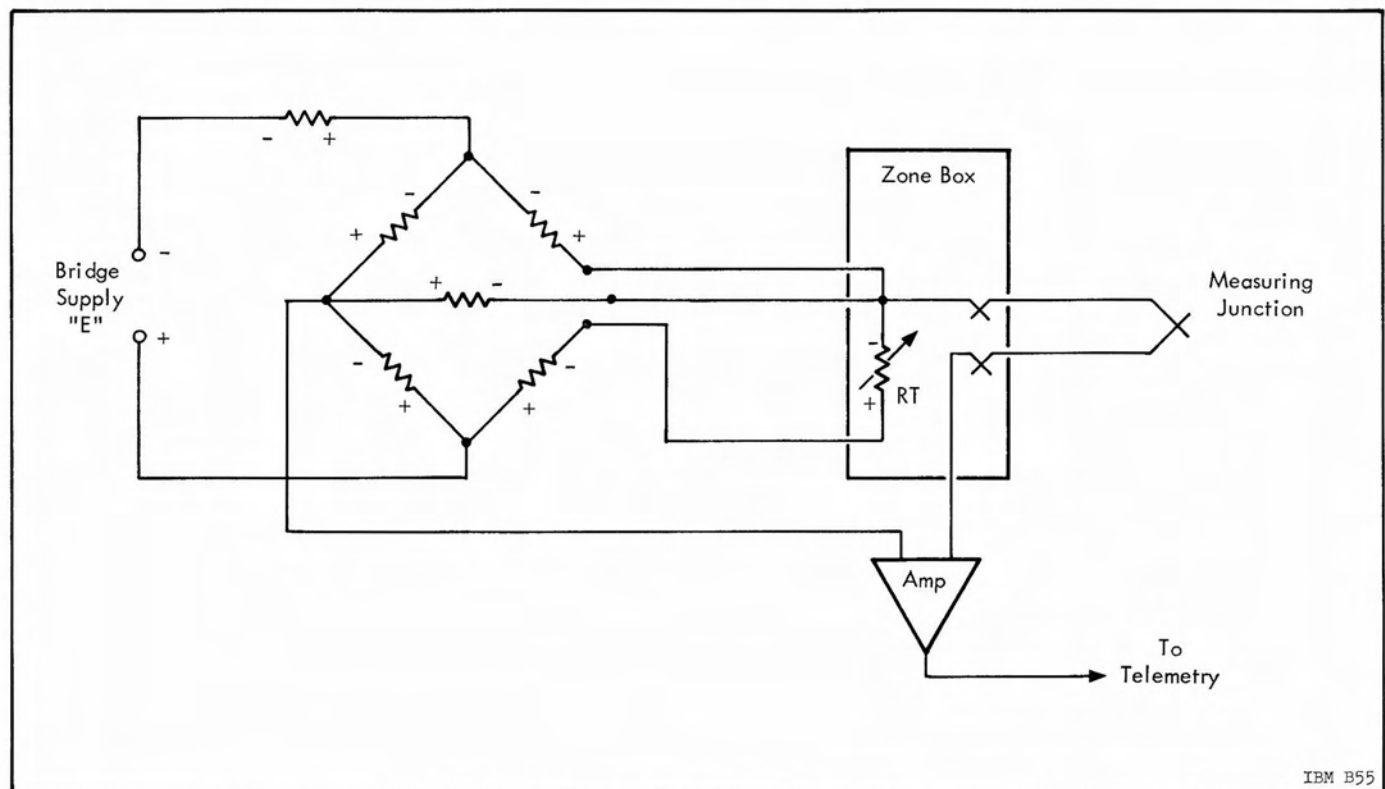 - +
Zone Box
- -
+ +
Bridge
Supply
"E"
-
+
+ -
Measuring
Junction
- -
+ +
-
+
RT
Amp
To
Telemetry
IBM B55